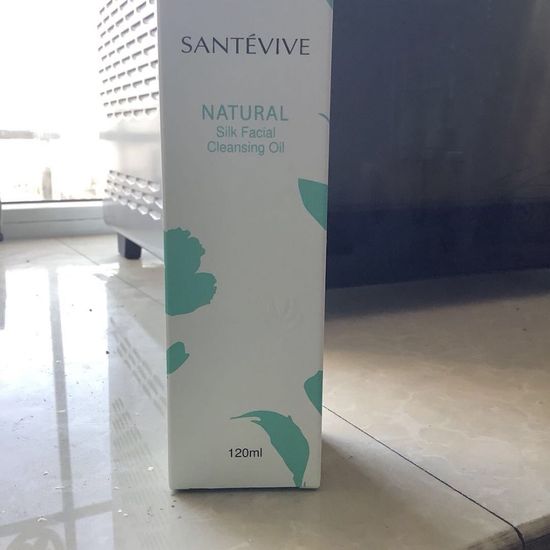 SANTÉVIVE
NATURAL
Silk Facial
Cleansing Oil
120ml